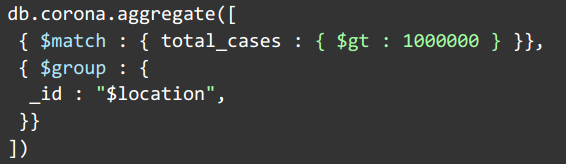 db.corona.aggregate([
{ $match : { total_cases : { $gt : 1000000 } }},
{ $group : {
_id : "$location",
}}
])